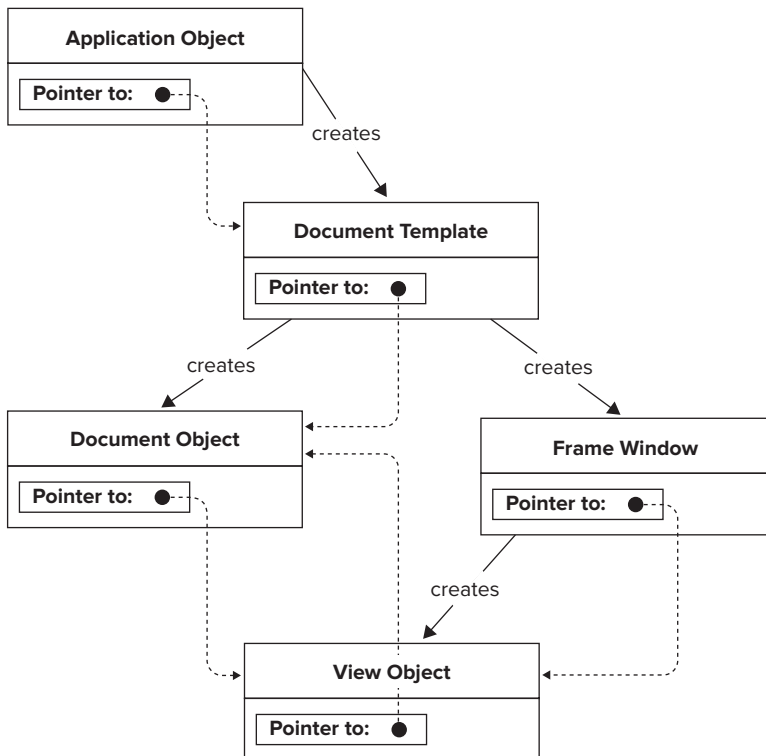 Application Object
Pointer to:
creates
Document Template
Pointer to:
creates
creates
Document Object
Frame Window
Pointer to:
Pointer to:
creates
View Object
Pointer to: